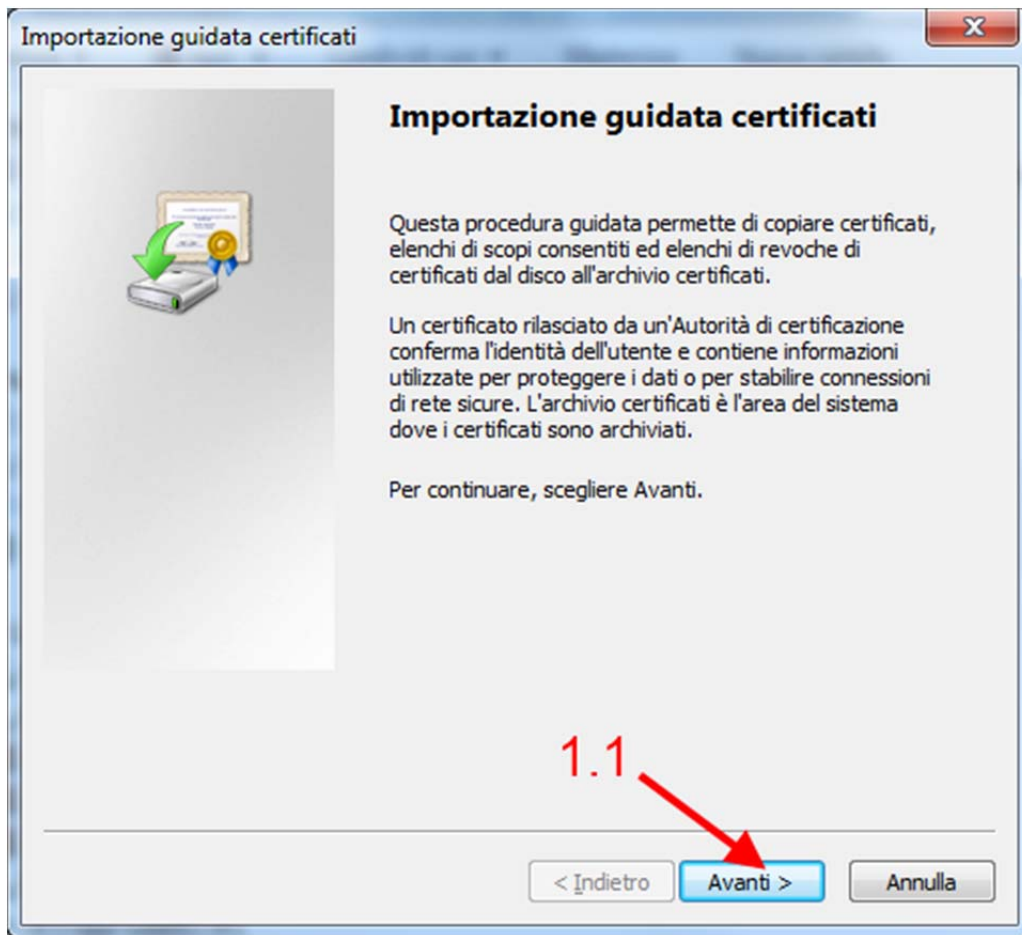 Importazione guidata certificati
Importazione guidata certificati
Questa procedura guidata permette di copiare certificati,
elenchi di scopi consentiti ed elenchi di revoche di
certificati dal disco all'archivio certificati.
Un certificato rilasciato da un'Autorità di certificazione
conferma l'identità dell'utente e contiene informazioni
utilizzate per proteggere i dati o per stabilire connessioni
di rete sicure. L'archivio certificati è l'area del sistema
dove i certificati sono archiviati.
Per continuare, scegliere Avanti.
1.1
< Indietro Avanti > Annulla